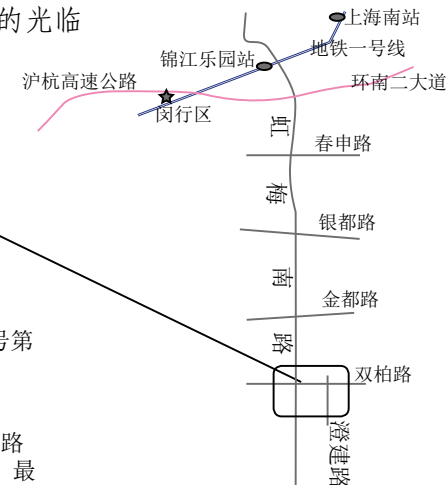 的光临
上海南站
地铁一号线
锦江乐园站
沪杭高速公路
环南二大道
闵行区
虹梅南路
春申路
银都路
金都路
号第
双柏路
澄建路
路
最